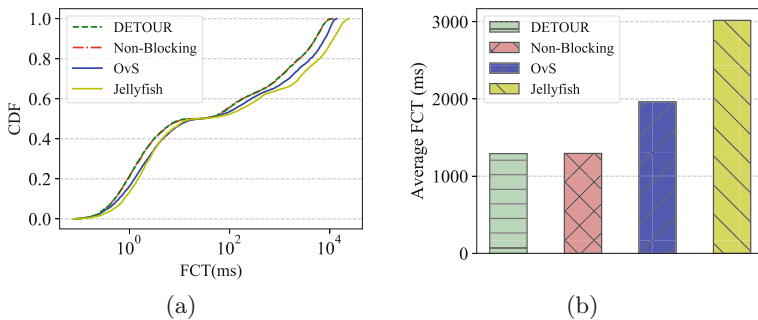 DETOUR
Non-Blocking
OvS
Jellyfish
CDF
1.0
0.8
0.6
0.4
0.2
0.0
10^0
10^2
10^4
FCT(ms)
(a)
DETOUR
Non-Blocking
OvS
Jellyfish
Average FCT (ms)
3000
2000
1000
0
(b)